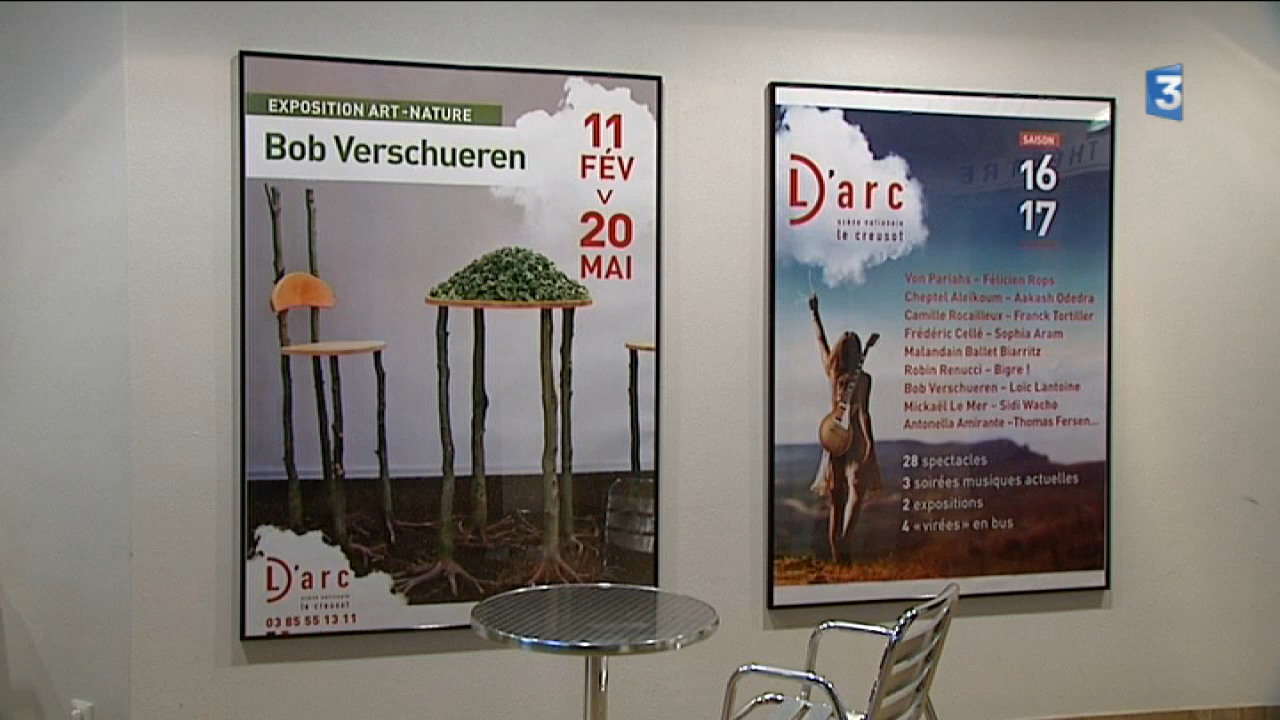 EXPOSITION ART-NATURE
Bob Verschueren
11
FÉV
20
MAI
L'arc
scène nationale
le creusot
03 85 55 13 11
L'arc
scène nationale
le creusot
SAISON
16
17
Von Pariahs – Félicien Rops
Cheptel Aleïkoum – Aakash Odedra
Camille Rocailleux – Franck Tortiller
Frédéric Cellé – Sophia Aram
Malandain Ballet Biarritz
Robin Renucci – Bigre !
Bob Verschueren – Loïc Lantoine
Mickaël Le Mer – Sidi Wacho
Antonella Amirante –Thomas Fersen...
28 spectacles
3 soirées musiques actuelles
2 expositions
4 «virées» en bus
3